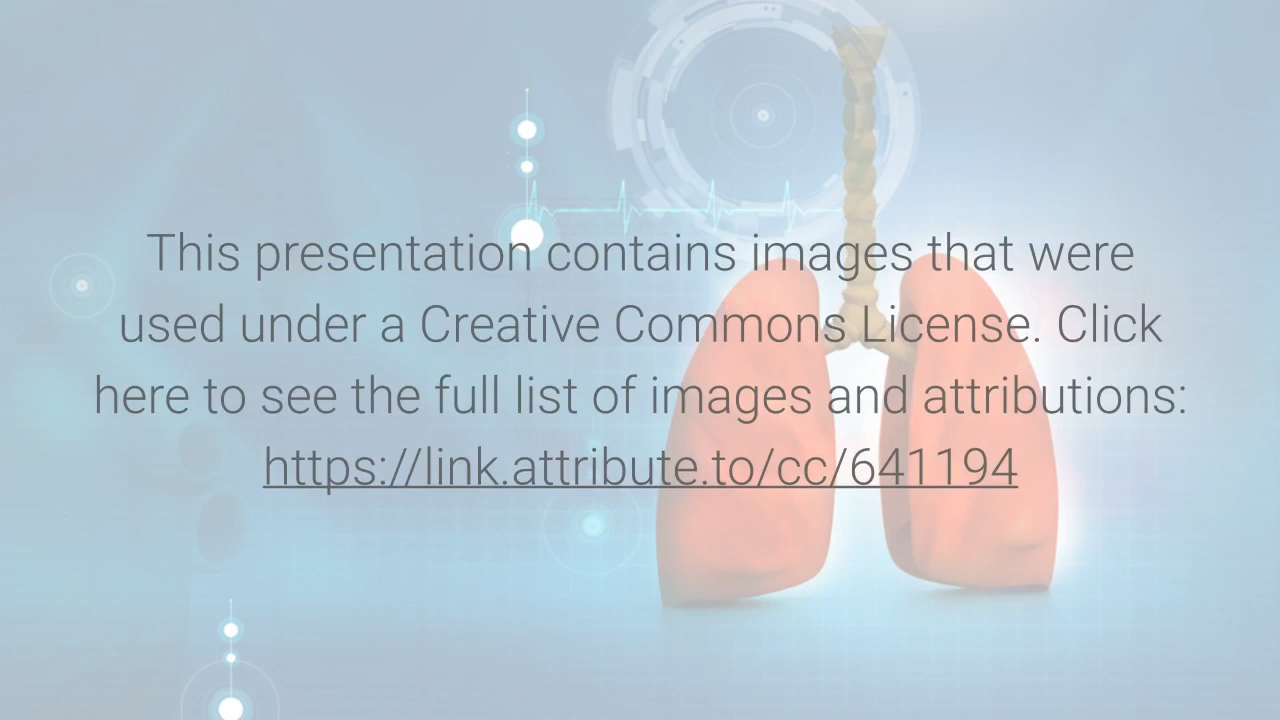 This presentation contains images that were
used under a Creative Commons License. Click
here to see the full list of images and attributions:
https://link.attribute.to/cc/641194